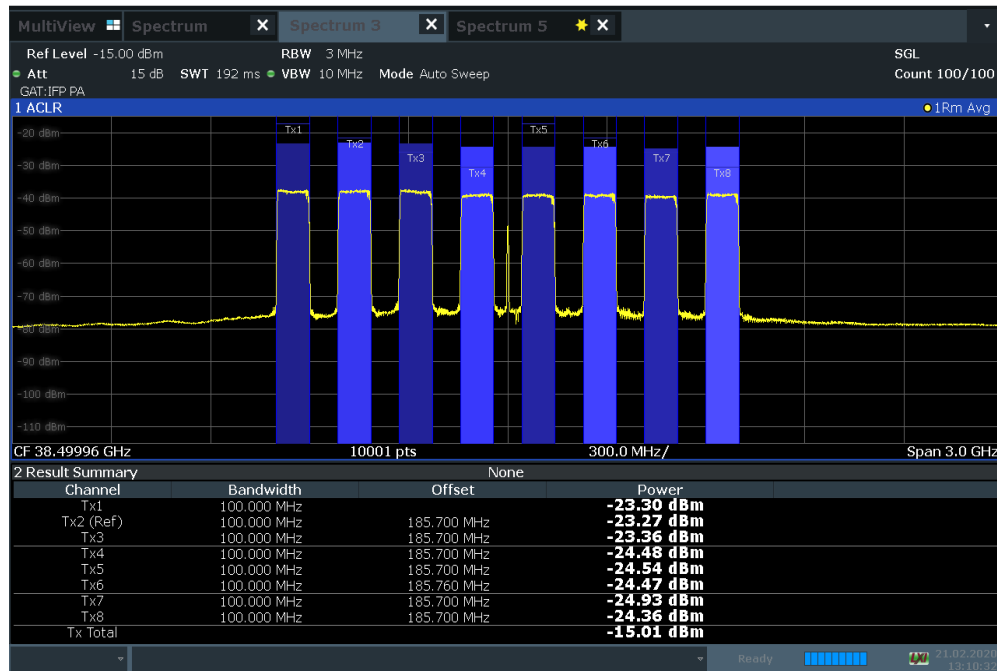 MultiView Spectrum X Spectrum 3 X Spectrum 5 X
Ref Level -15.00 dBm RBW 3 MHz SGL
Att 15 dB SWT 192 ms VBW 10 MHz Mode Auto Sweep Count 100/100
GAT:IFP PA
1 ACLR 1Rm Avg
-20 dBm
Tx1 Tx5
Tx2 Tx6
Tx3 Tx7
-30 dBm
Tx4 Tx8
-40 dBm
-50 dBm
-60 dBm
-70 dBm
-80 dBm
-90 dBm
-100 dBm
-110 dBm
CF 38.49996 GHz 10001 pts 300.0 MHz/ Span 3.0 GHz
2 Result Summary None
Channel Bandwidth Offset Power
Tx1 100.000 MHz -23.30 dBm
Tx2 (Ref) 100.000 MHz 185.700 MHz -23.27 dBm
Tx3 100.000 MHz 185.700 MHz -23.36 dBm
Tx4 100.000 MHz 185.700 MHz -24.48 dBm
Tx5 100.000 MHz 185.700 MHz -24.54 dBm
Tx6 100.000 MHz 185.760 MHz -24.47 dBm
Tx7 100.000 MHz 185.700 MHz -24.93 dBm
Tx8 100.000 MHz 185.700 MHz -24.36 dBm
Tx Total -15.01 dBm
Ready 21.02.2020
13:10:32